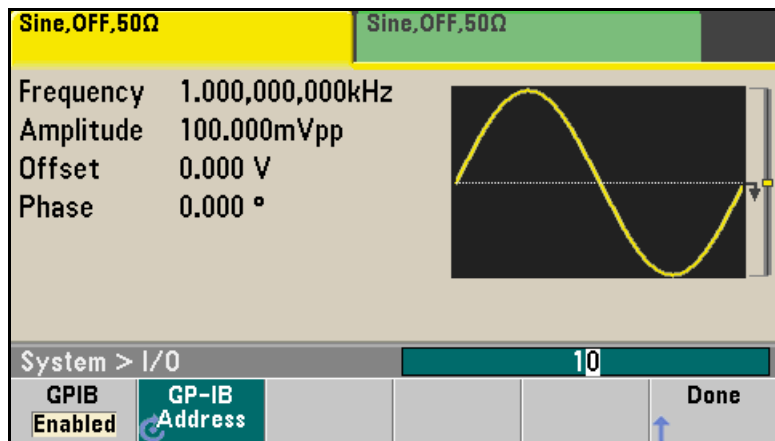 Sine,OFF,50Ω
Sine,OFF,50Ω
Frequency 1.000,000,000kHz
Amplitude 100.000mVpp
Offset 0.000 V
Phase 0.000 °
System > I/O
10
GPIB
Enabled
GP-IB
Address
Done